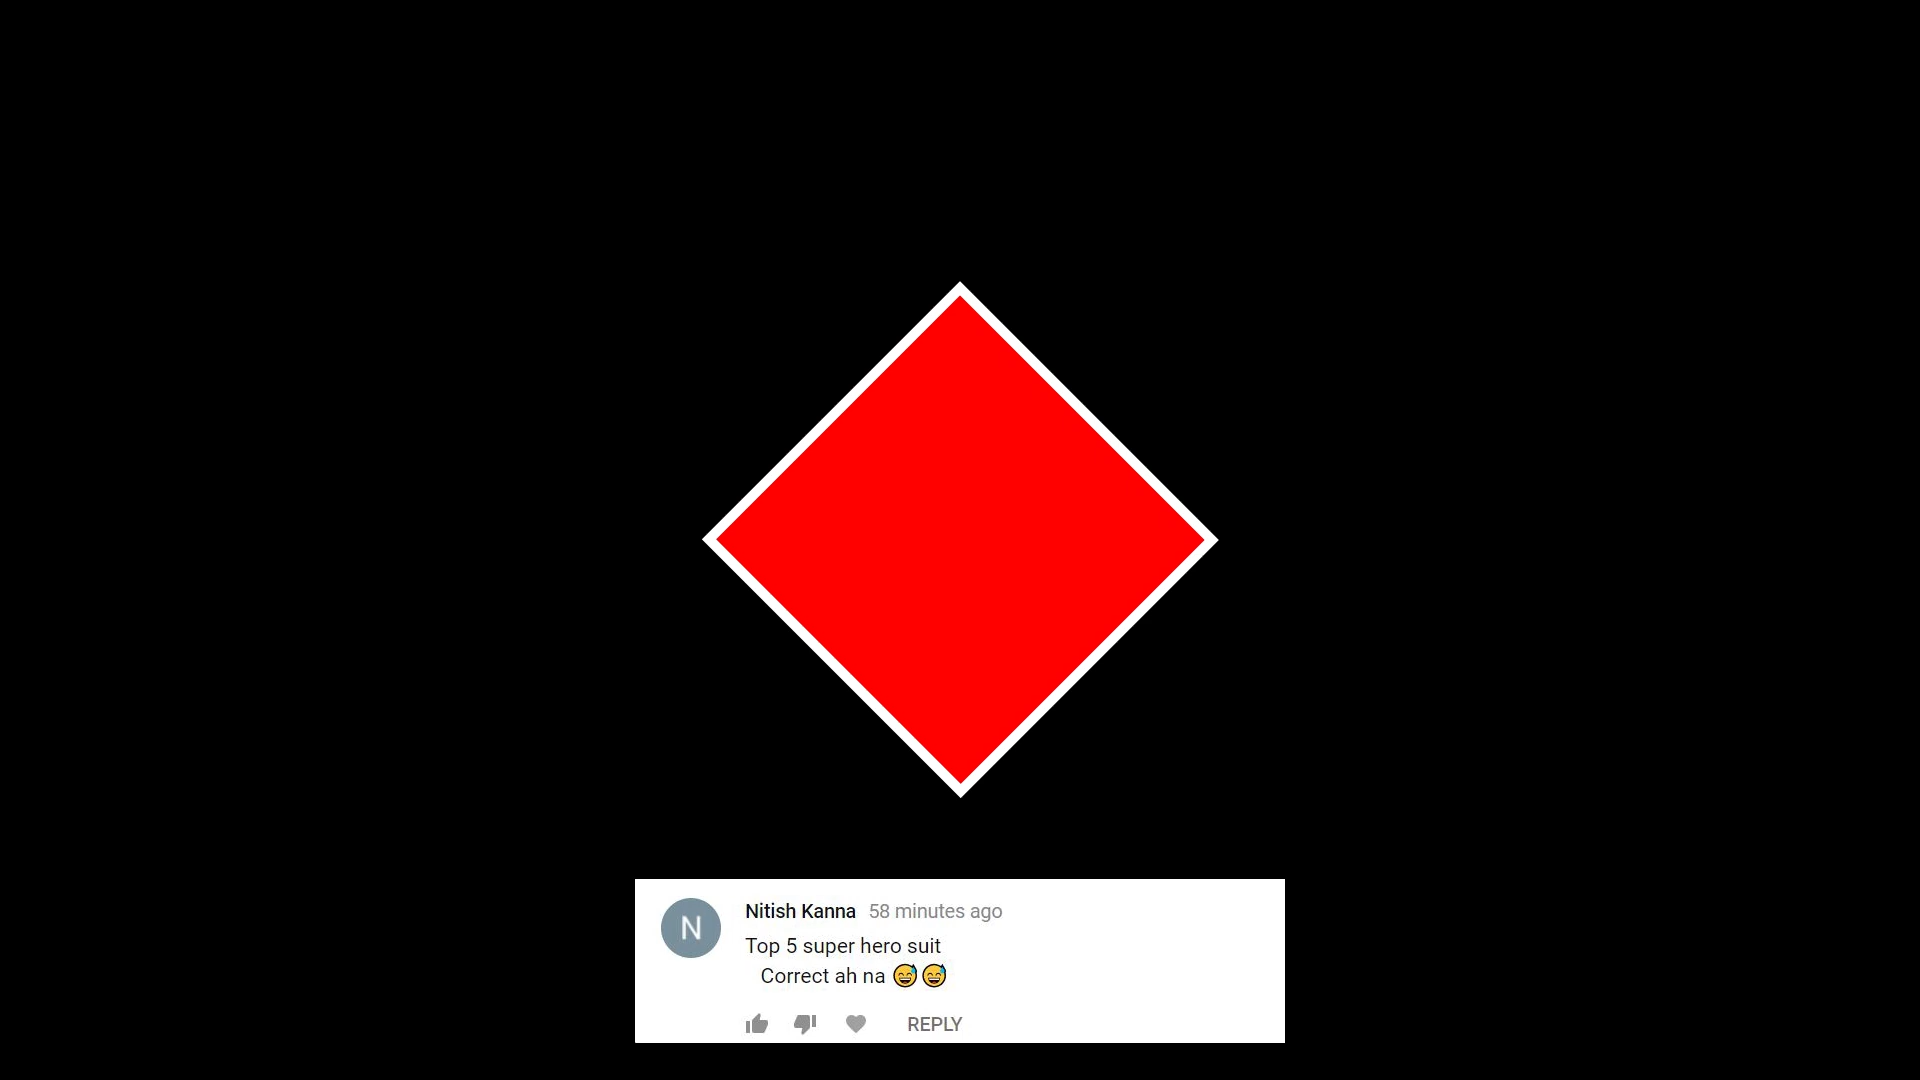 N
Nitish Kanna 58 minutes ago
Top 5 super hero suit
Correct ah na 😅😅
REPLY